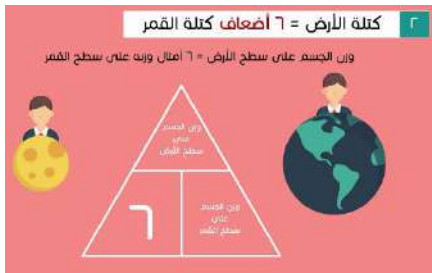 ٢ كتلة الأرض = ٦ أضعاف كتلة القمر
وزن الجسم على سطح الأرض = ٦ أمثال وزنه على سطح القمر
وزن الجسم
على
سطح الأرض
وزن الجسم
على
سطح القمر
٦